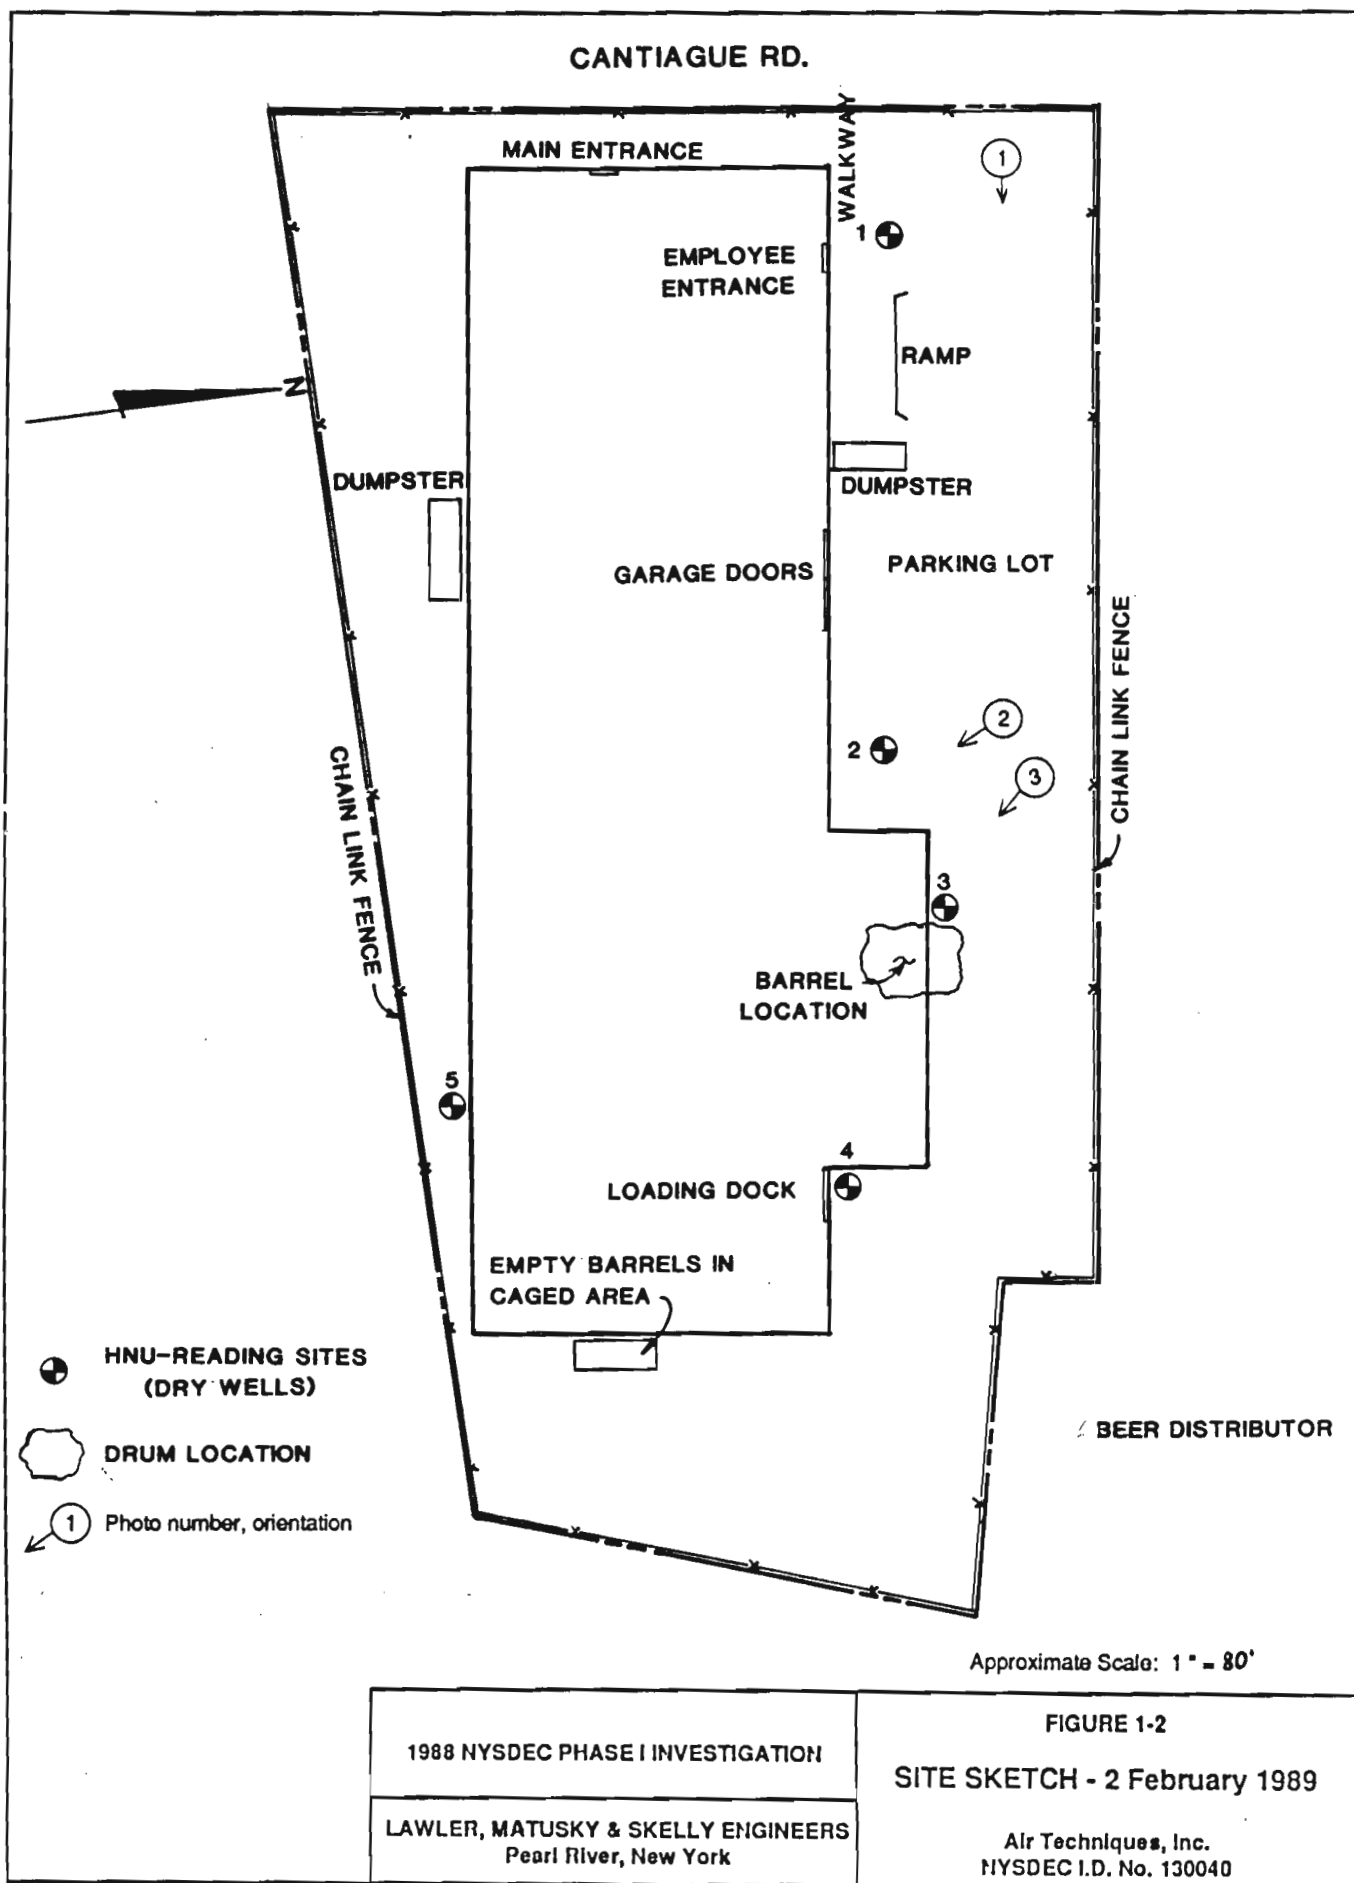 CANTIAGUE RD.
MAIN ENTRANCE
WALKWAY
1
1
EMPLOYEE
ENTRANCE
RAMP
N
DUMPSTER
DUMPSTER
GARAGE DOORS
PARKING LOT
CHAIN LINK FENCE
2
2
3
CHAIN LINK FENCE
3
BARREL
LOCATION
5
4
LOADING DOCK
EMPTY BARRELS IN
CAGED AREA
HNU-READING SITES
(DRY WELLS)
DRUM LOCATION
1 Photo number, orientation
BEER DISTRIBUTOR
Approximate Scale: 1" = 80'
1988 NYSDEC PHASE I INVESTIGATION
LAWLER, MATUSKY & SKELLY ENGINEERS
Pearl River, New York
FIGURE 1-2
SITE SKETCH - 2 February 1989
Air Techniques, Inc.
NYSDEC I.D. No. 130040